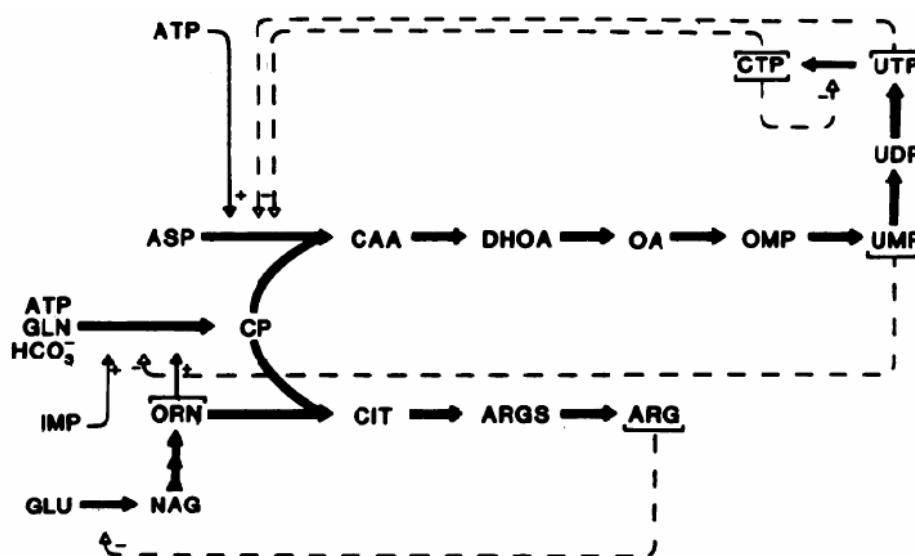 ATP
CTP UTP
UDP
+ - -
ASP CAA DHOA OA OMP UMP
ATP
GLN CP
HCO₃⁻
+ - +
IMP ORN CIT ARGS ARG
GLU NAG
-